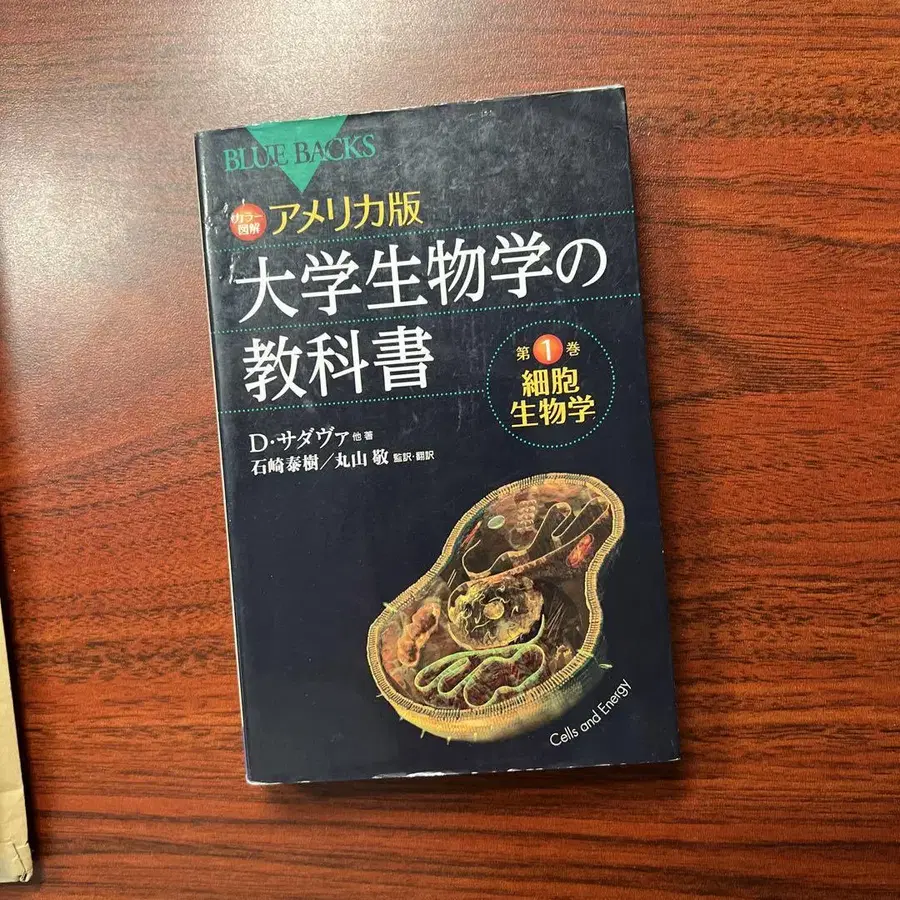 BLUE BACKS
カラー
図解
アメリカ版
大学生物学の
教科書
第1巻
細胞
生物学
D・サダヴァ 他著
石崎泰樹/丸山 敬 監訳・翻訳
Cells and Energy